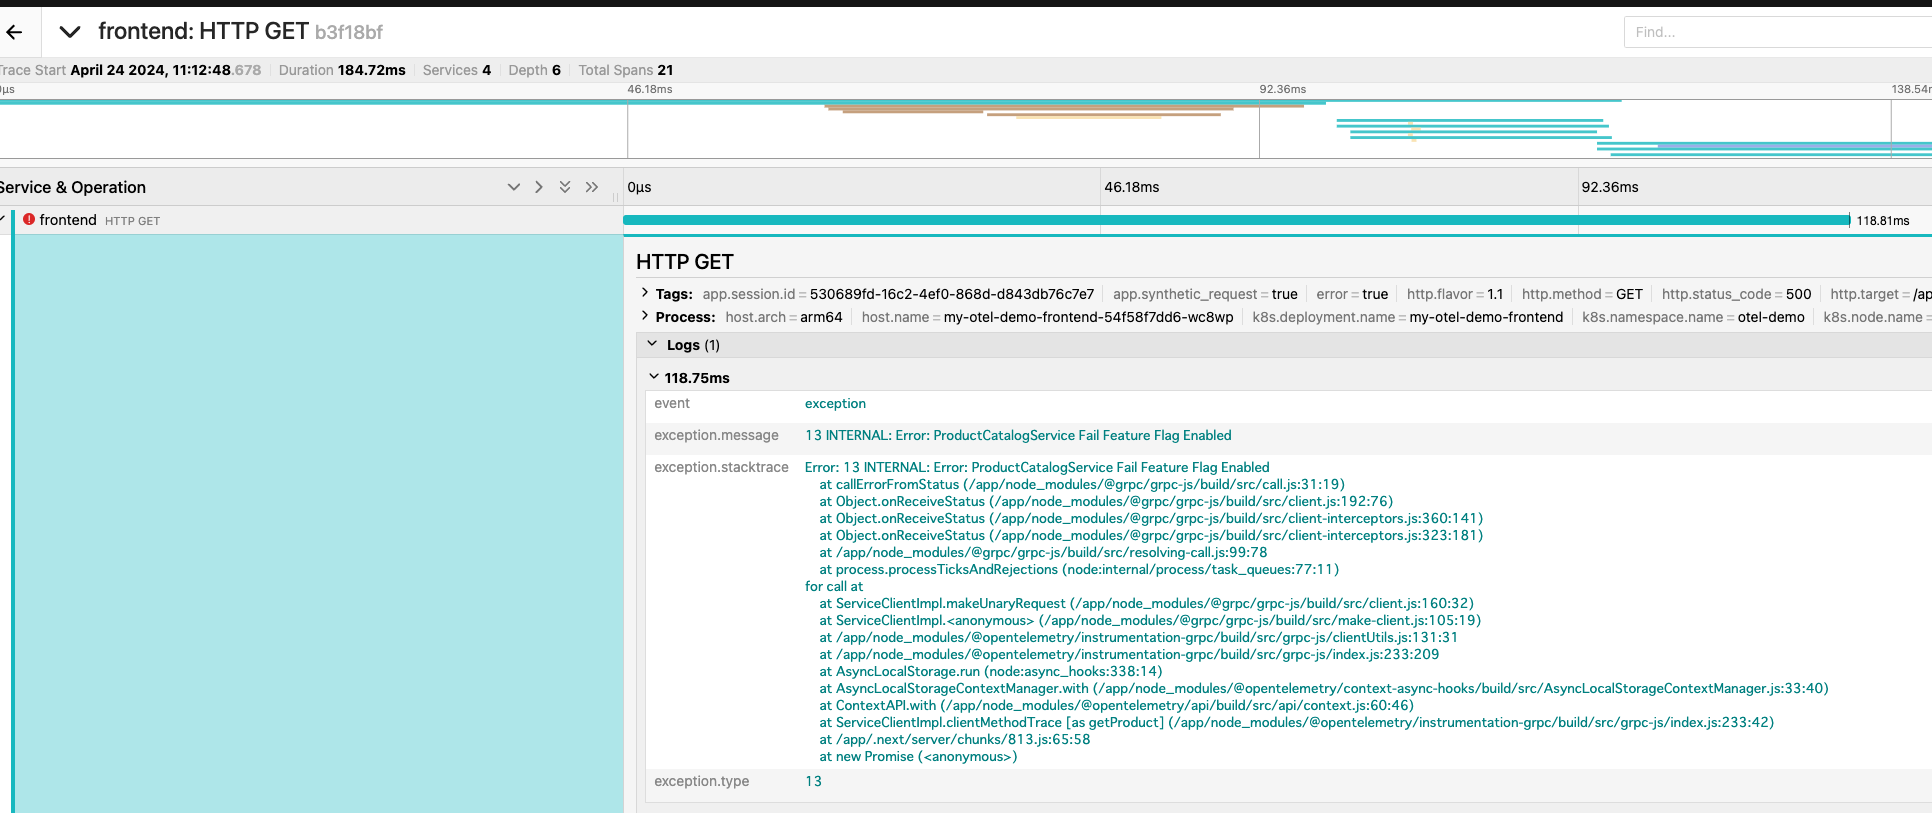 frontend: HTTP GET b3f18bf
Find...
Trace Start April 24 2024, 11:12:48.678 Duration 184.72ms Services 4 Depth 6 Total Spans 21
0μs 46.18ms 92.36ms 138.54m
Service & Operation 0μs 46.18ms 92.36ms
frontend HTTP GET 118.81ms
HTTP GET
Tags: app.session.id = 530689fd-16c2-4ef0-868d-d843db76c7e7 app.synthetic_request = true error = true http.flavor = 1.1 http.method = GET http.status_code = 500 http.target = /ap
Process: host.arch = arm64 host.name = my-otel-demo-frontend-54f58f7dd6-wc8wp k8s.deployment.name = my-otel-demo-frontend k8s.namespace.name = otel-demo k8s.node.name =
Logs (1)
118.75ms
event exception
exception.message 13 INTERNAL: Error: ProductCatalogService Fail Feature Flag Enabled
exception.stacktrace Error: 13 INTERNAL: Error: ProductCatalogService Fail Feature Flag Enabled
at callErrorFromStatus (/app/node_modules/@grpc/grpc-js/build/src/call.js:31:19)
at Object.onReceiveStatus (/app/node_modules/@grpc/grpc-js/build/src/client.js:192:76)
at Object.onReceiveStatus (/app/node_modules/@grpc/grpc-js/build/src/client-interceptors.js:360:141)
at Object.onReceiveStatus (/app/node_modules/@grpc/grpc-js/build/src/client-interceptors.js:323:181)
at /app/node_modules/@grpc/grpc-js/build/src/resolving-call.js:99:78
at process.processTicksAndRejections (node:internal/process/task_queues:77:11)
for call at
at ServiceClientImpl.makeUnaryRequest (/app/node_modules/@grpc/grpc-js/build/src/client.js:160:32)
at ServiceClientImpl.<anonymous> (/app/node_modules/@grpc/grpc-js/build/src/make-client.js:105:19)
at /app/node_modules/@opentelemetry/instrumentation-grpc/build/src/grpc-js/clientUtils.js:131:31
at /app/node_modules/@opentelemetry/instrumentation-grpc/build/src/grpc-js/index.js:233:209
at AsyncLocalStorage.run (node:async_hooks:338:14)
at AsyncLocalStorageContextManager.with (/app/node_modules/@opentelemetry/context-async-hooks/build/src/AsyncLocalStorageContextManager.js:33:40)
at ContextAPI.with (/app/node_modules/@opentelemetry/api/build/src/api/context.js:60:46)
at ServiceClientImpl.clientMethodTrace [as getProduct] (/app/node_modules/@opentelemetry/instrumentation-grpc/build/src/grpc-js/index.js:233:42)
at /app/.next/server/chunks/813.js:65:58
at new Promise (<anonymous>)
exception.type 13